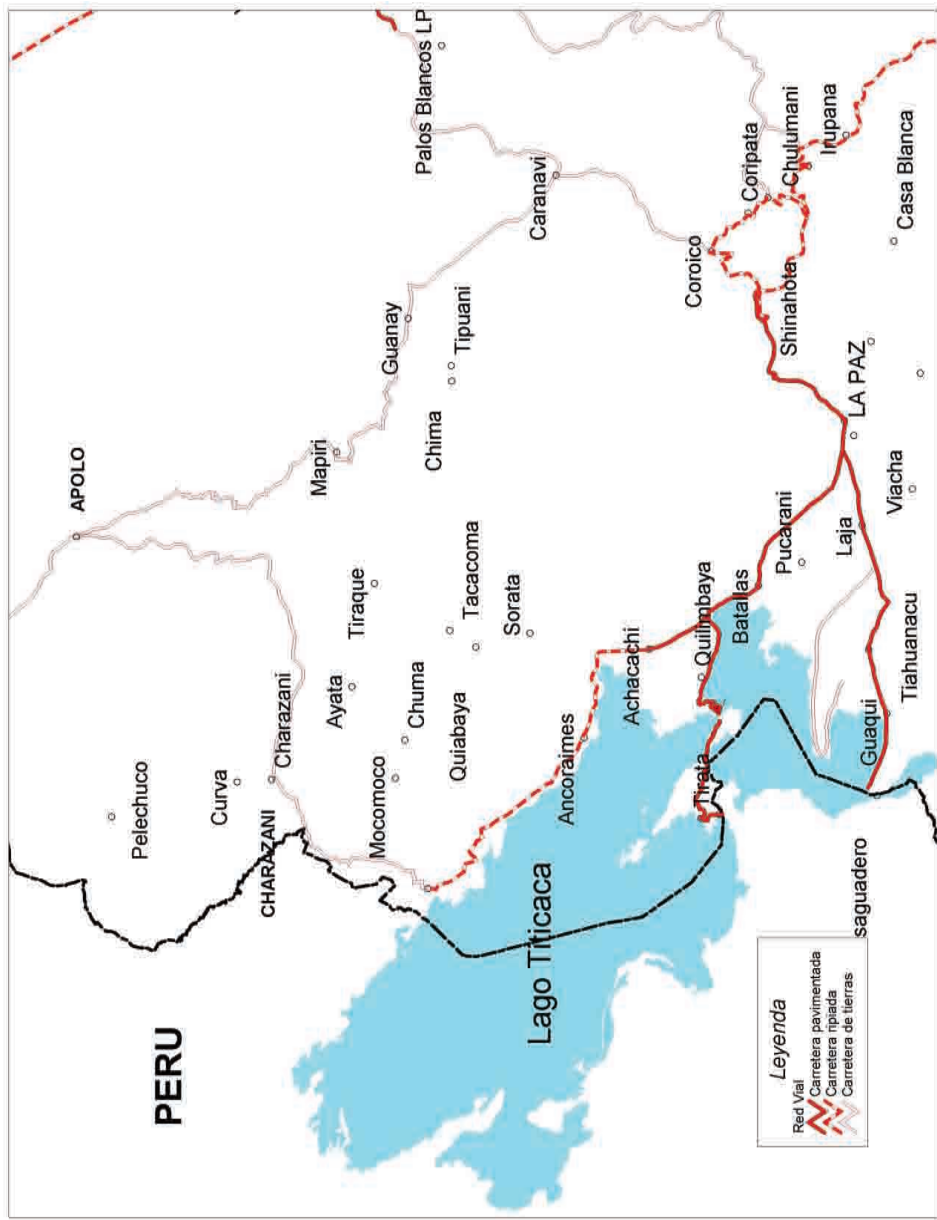 APOLO
Pelechuco
Curva
Charazani
CHARAZANI
PERU
Mapiri
Guanay
Palos Blancos LP
Tiraque
Ayata
Chuma
Mocomoco
Chima
Tipuani
Tacacoma
Quiabaya
Sorata
Caranavi
Ancoraimes
Achacachi
Lago Titicaca
Quilimbaya
Tirata
Batallas
Pucarani
Coroico
Coripata
Chulumani
Shinahota
Irupana
LA PAZ
Casa Blanca
Laja
Viacha
Guaqui
Tiahuanacu
saguadero
Leyenda
Red Vial
Carretera pavimentada
Carretera ripiada
Carretera de tierras